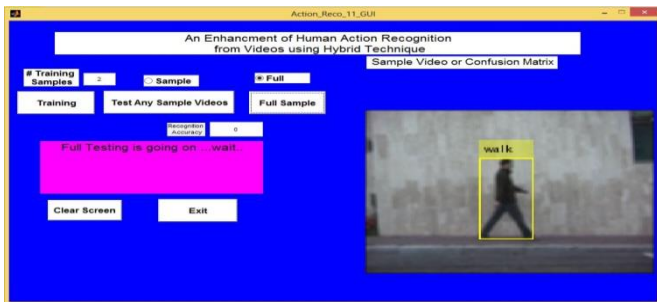 Action_Reco_11_GUI
An Enhancment of Human Action Recognition
from Videos using Hybrid Technique
Sample Video or Confusion Matrix
# Training
Samples
2
Sample
Full
Training
Test Any Sample Videos
Full Sample
Recognition
Accuracy
0
Full Testing is going on ...wait..
walk
Clear Screen
Exit